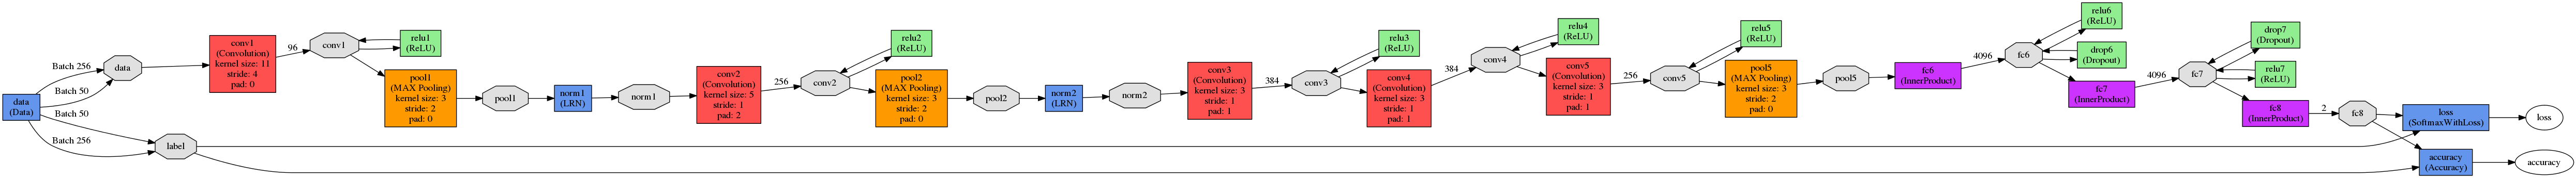 data
(Data)
Batch 256
Batch 50
Batch 50
Batch 256
data
label
conv1
(Convolution)
kernel size: 11
stride: 4
pad: 0
96
conv1
relu1
(ReLU)
pool1
(MAX Pooling)
kernel size: 3
stride: 2
pad: 0
pool1
norm1
(LRN)
norm1
conv2
(Convolution)
kernel size: 5
stride: 1
pad: 2
256
conv2
relu2
(ReLU)
pool2
(MAX Pooling)
kernel size: 3
stride: 2
pad: 0
pool2
norm2
(LRN)
norm2
conv3
(Convolution)
kernel size: 3
stride: 1
pad: 1
384
conv3
relu3
(ReLU)
conv4
(Convolution)
kernel size: 3
stride: 1
pad: 1
384
conv4
relu4
(ReLU)
conv5
(Convolution)
kernel size: 3
stride: 1
pad: 1
256
conv5
relu5
(ReLU)
pool5
(MAX Pooling)
kernel size: 3
stride: 2
pad: 0
pool5
fc6
(InnerProduct)
4096
fc6
relu6
(ReLU)
drop6
(Dropout)
fc7
(InnerProduct)
4096
fc7
drop7
(Dropout)
relu7
(ReLU)
fc8
(InnerProduct)
2
fc8
loss
(SoftmaxWithLoss)
loss
accuracy
(Accuracy)
accuracy